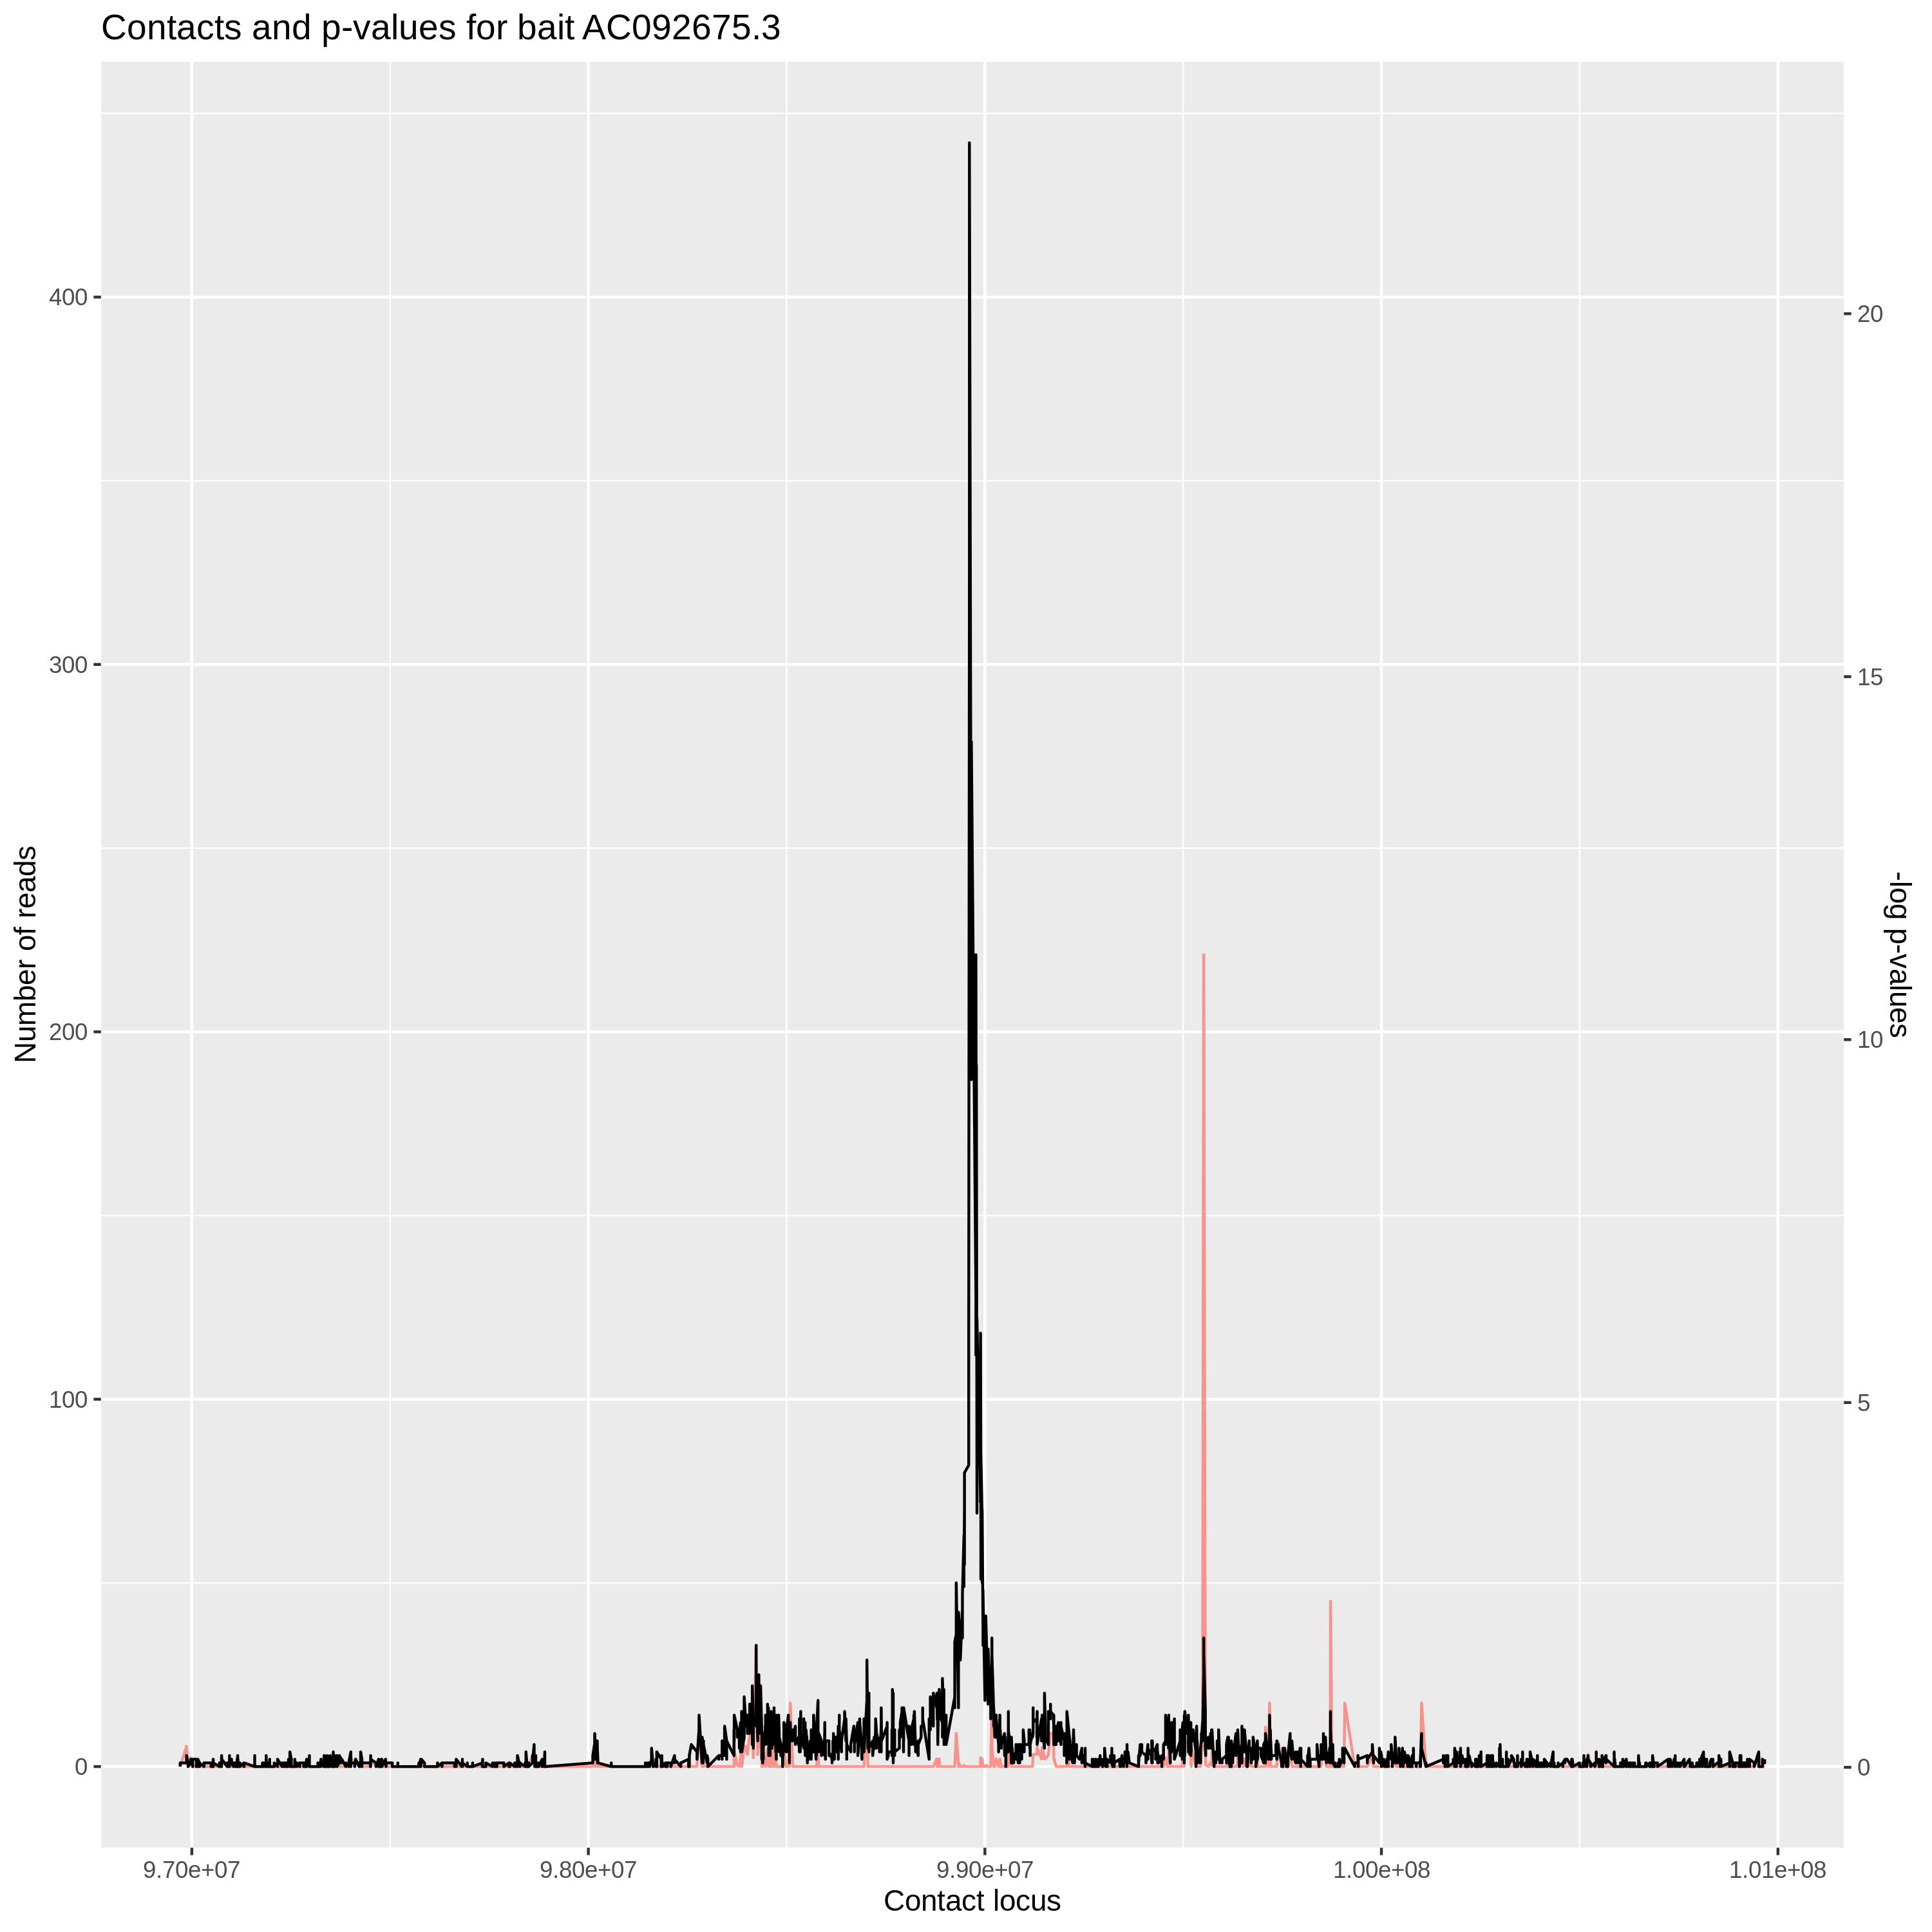 Contacts and p-values for bait AC092675.3
Number of reads
400
300
200
100
0
20
15
10
5
0
-log p-values
9.70e+07
9.80e+07
9.90e+07
1.00e+08
1.01e+08
Contact locus